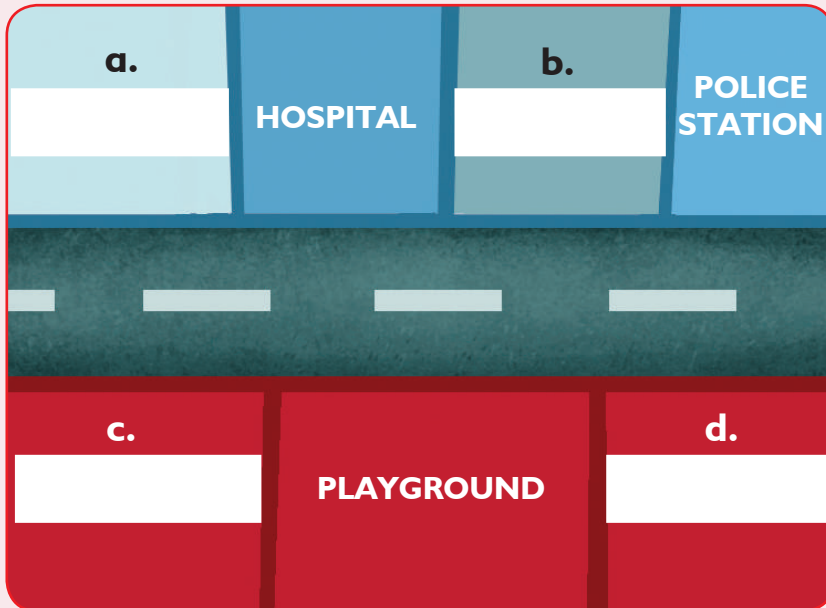 a.
HOSPITAL
b.
POLICE
STATION
c.
PLAYGROUND
d.